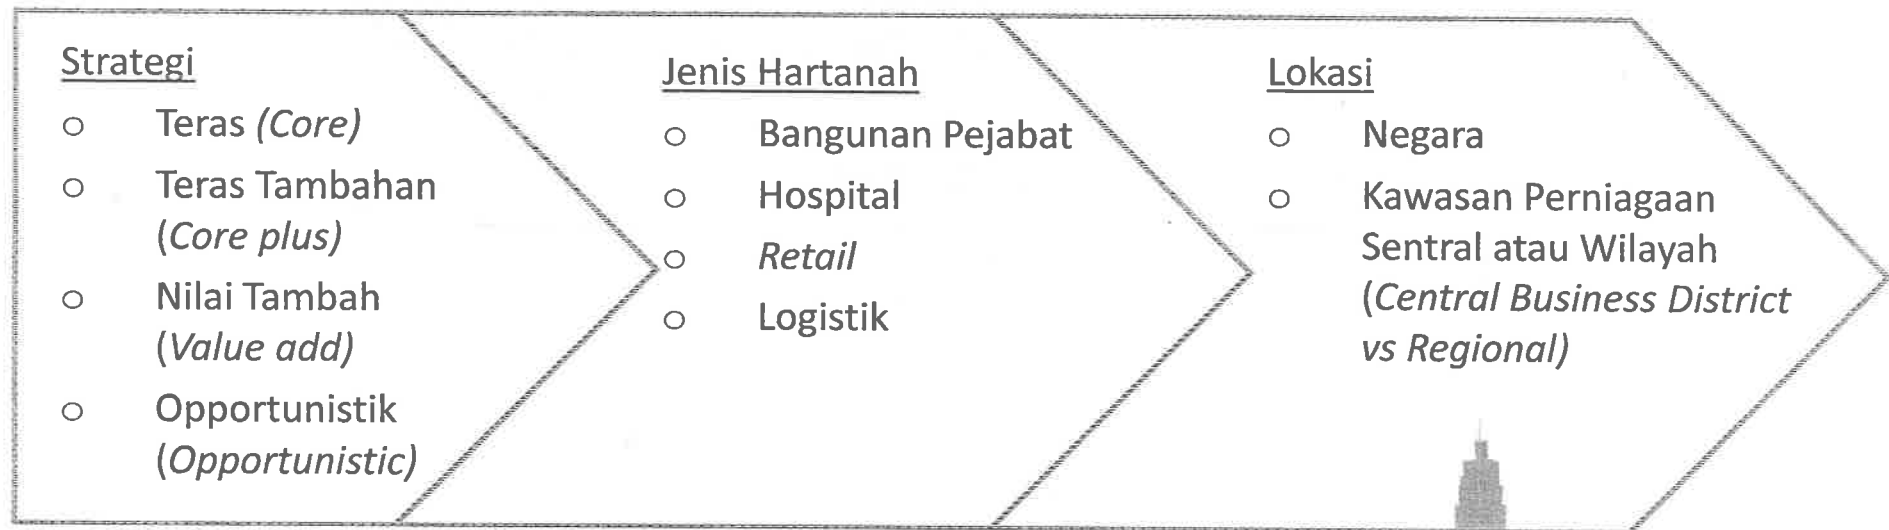 Strategi
○ Teras (Core)
○ Teras Tambahan
(Core plus)
○ Nilai Tambah
(Value add)
○ Opportunistik
(Opportunistic)
Jenis Hartanah
○ Bangunan Pejabat
○ Hospital
○ Retail
○ Logistik
Lokasi
○ Negara
○ Kawasan Perniagaan
Sentral atau Wilayah
(Central Business District
vs Regional)